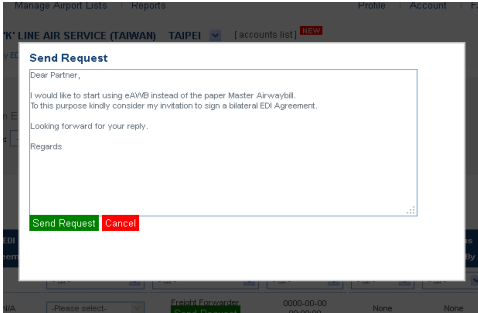 Manage Airport Lists Reports Profile Account
'K' LINE AIR SERVICE (TAIWAN) TAIPEI [accounts list] NEW
Send Request
Dear Partner,
I would like to start using eAWB instead of the paper Master Airwaybill.
To this purpose kindly consider my invitation to sign a bilateral EDI Agreement.
Looking forward for your reply.
Regards
Send Request Cancel
EDI
N/A -Please select- Freight Forwarder 0000-00-00 None None